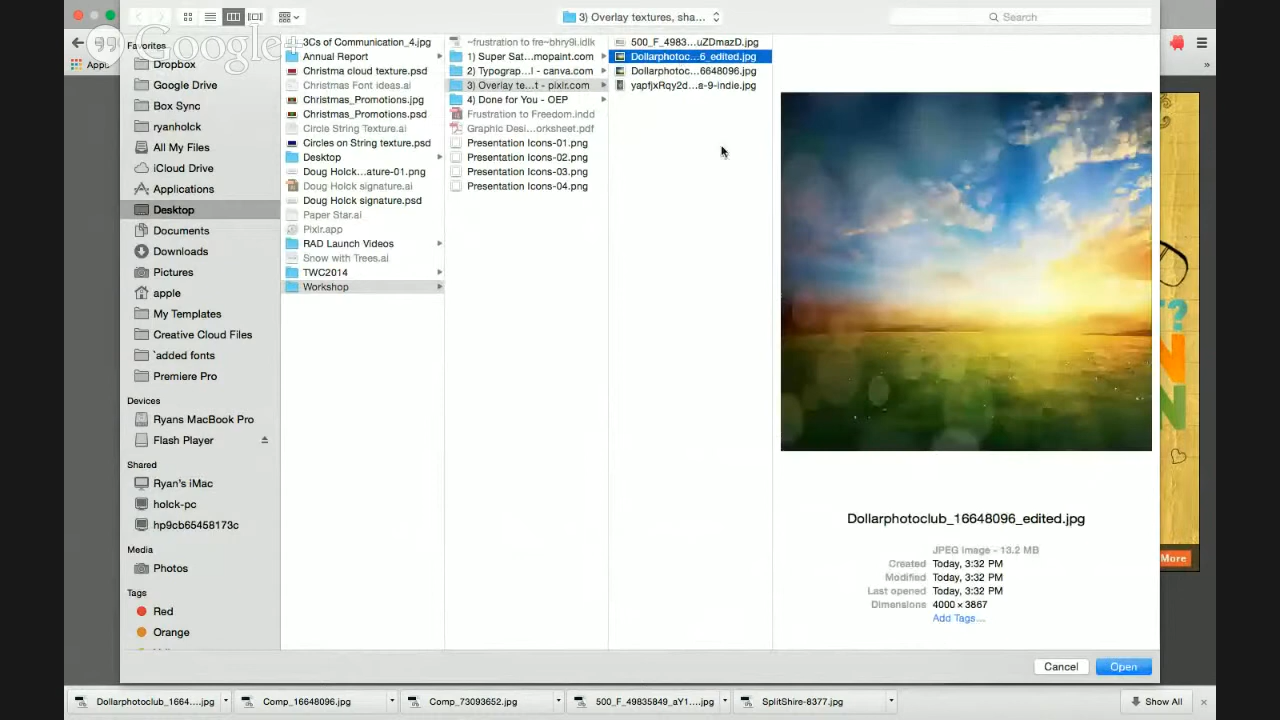 3) Overlay textures, sha...
Search
Google+
Favorites
Dropbox
Google Drive
Box Sync
ryanholck
All My Files
iCloud Drive
Applications
Desktop
Documents
Downloads
Pictures
apple
My Templates
Creative Cloud Files
`added fonts
Premiere Pro
Devices
Ryans MacBook Pro
Flash Player
Shared
Ryan's iMac
holck-pc
hp9cb65458173c
Media
Photos
Tags
Red
Orange
3Cs of Communication_4.jpg
Annual Report
Christma cloud texture.psd
Christmas Font ideas.ai
Christmas_Promotions.jpg
Christmas_Promotions.psd
Circle String Texture.ai
Circles on String texture.psd
Desktop
Doug Holck...ature-01.png
Doug Holck signature.ai
Doug Holck signature.psd
Paper Star.ai
Pixlr.app
RAD Launch Videos
Snow with Trees.ai
TWC2014
Workshop
~frustration to fre~bhry9i.idlk
1) Super Sat...mopaint.com
2) Typograp...l - canva.com
3) Overlay te...t - pixlr.com
4) Done for You - OEP
Frustration to Freedom.indd
Graphic Desi...orksheet.pdf
Presentation Icons-01.png
Presentation Icons-02.png
Presentation Icons-03.png
Presentation Icons-04.png
500_F_4983...uZDmazD.jpg
Dollarphotoc...6_edited.jpg
Dollarphotoc...6648096.jpg
yapfjxRqy2d...a-9-indie.jpg
Dollarphotoclub_16648096_edited.jpg
JPEG image - 13.2 MB
Created Today, 3:32 PM
Modified Today, 3:32 PM
Last opened Today, 3:32 PM
Dimensions 4000 × 3867
Add Tags...
Cancel
Open
?
N
N
More
Dollarphotoclub_1664....jpg
Comp_16648096.jpg
Comp_73093652.jpg
500_F_49835849_aY1....jpg
SplitShire-8377.jpg
Show All